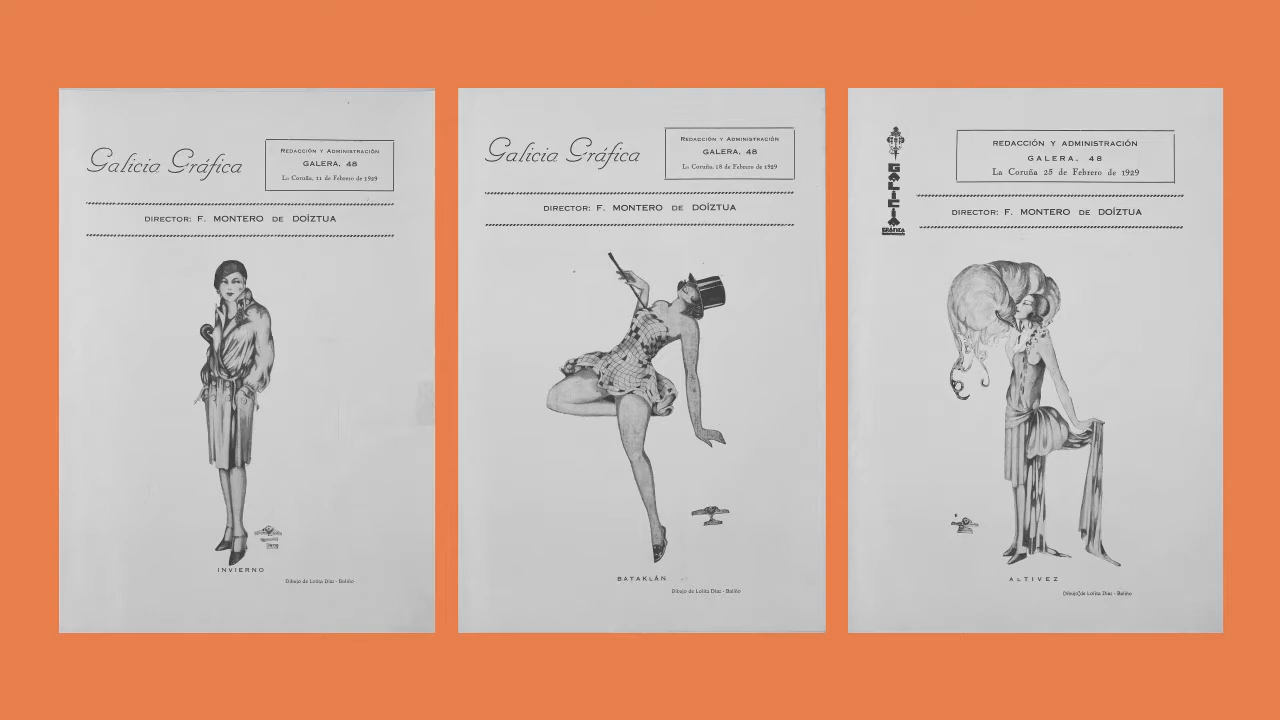 Galicia Gráfica
REDACCIÓN Y ADMINISTRACIÓN
GALERA, 48
La Coruña, 11 de Febrero de 1929
DIRECTOR: F. MONTERO DE DOÍZTUA
INVIERNO
Dibujo de Lolita Díaz - Baliño
Galicia Gráfica
REDACCIÓN Y ADMINISTRACIÓN
GALERA, 48
La Coruña, 18 de Febrero de 1929
DIRECTOR: F. MONTERO DE DOÍZTUA
BATAKLÁN
Dibujo de Lolita Díaz - Baliño
GALICIA
GRÁFICA
REDACCIÓN Y ADMINISTRACIÓN
GALERA, 48
La Coruña 25 de Febrero de 1929
DIRECTOR: F. MONTERO DE DOÍZTUA
ALTIVEZ
Dibujo de Lolita Díaz - Baliño